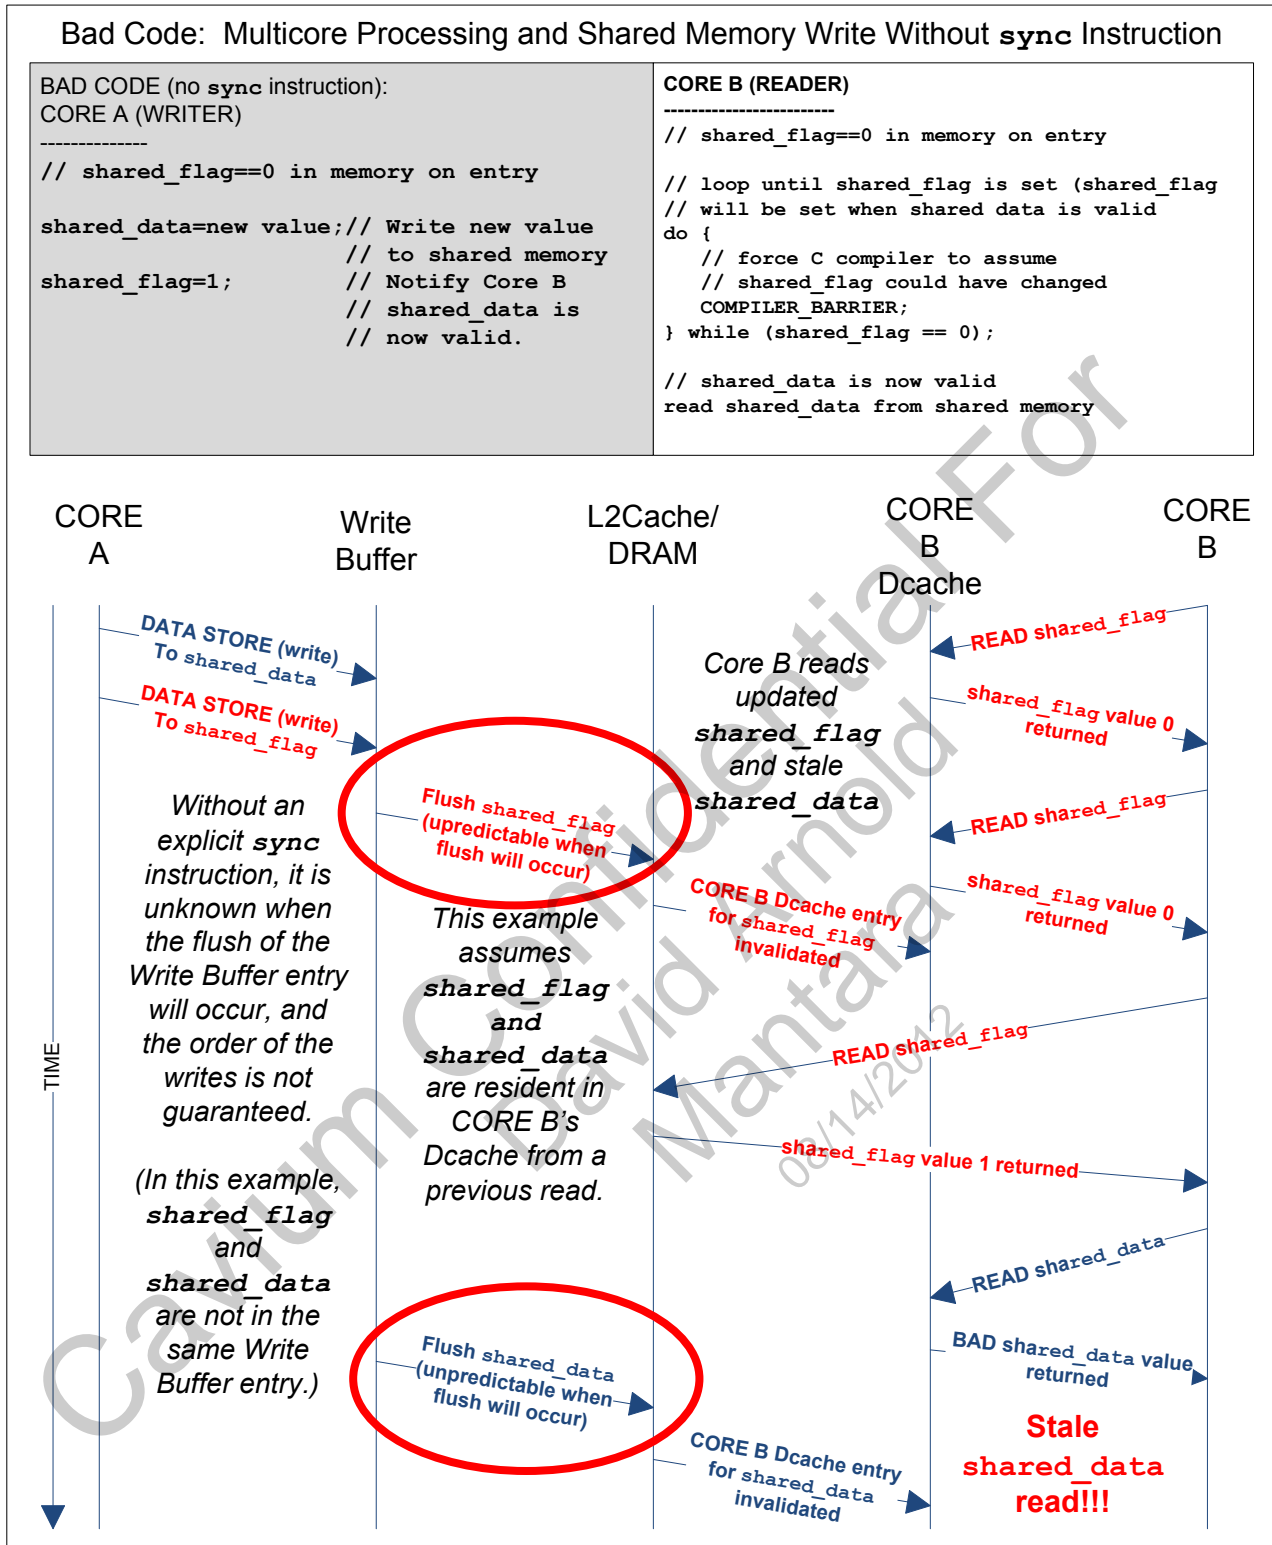 Bad Code: Multicore Processing and Shared Memory Write Without sync Instruction
BAD CODE (no sync instruction):
CORE A (WRITER)
--------------
// shared_flag==0 in memory on entry
shared_data=new value;// Write new value
// to shared memory
shared_flag=1; // Notify Core B
// shared_data is
// now valid.
CORE B (READER)
-------------------------
// shared_flag==0 in memory on entry
// loop until shared_flag is set (shared_flag
// will be set when shared data is valid
do {
// force C compiler to assume
// shared_flag could have changed
COMPILER_BARRIER;
} while (shared_flag == 0);
// shared_data is now valid
read shared_data from shared memory
CORE
A
Write
Buffer
L2Cache/
DRAM
CORE
B
Dcache
CORE
B
TIME
DATA STORE (write)
To shared_data
DATA STORE (write)
To shared_flag
Without an
explicit sync
instruction, it is
unknown when
the flush of the
Write Buffer entry
will occur, and
the order of the
writes is not
guaranteed.
(In this example,
shared_flag
and
shared_data
are not in the
same Write
Buffer entry.)
Flush shared_flag
(upredictable when
flush will occur)
This example
assumes
shared_flag
and
shared_data
are resident in
CORE B's
Dcache from a
previous read.
Flush shared_data
(unpredictable when
flush will occur)
Core B reads
updated
shared_flag
and stale
shared_data
CORE B Dcache entry
for shared_flag
invalidated
READ shared_flag
shared_flag value 0
returned
READ shared_flag
shared_flag value 0
returned
READ shared_flag
shared_flag value 1 returned
READ shared_data
BAD shared_data value
returned
CORE B Dcache entry
for shared_data
invalidated
Stale
shared_data
read!!!
Cavium Confidential For
David Arnold
Mantara
08/14/2012